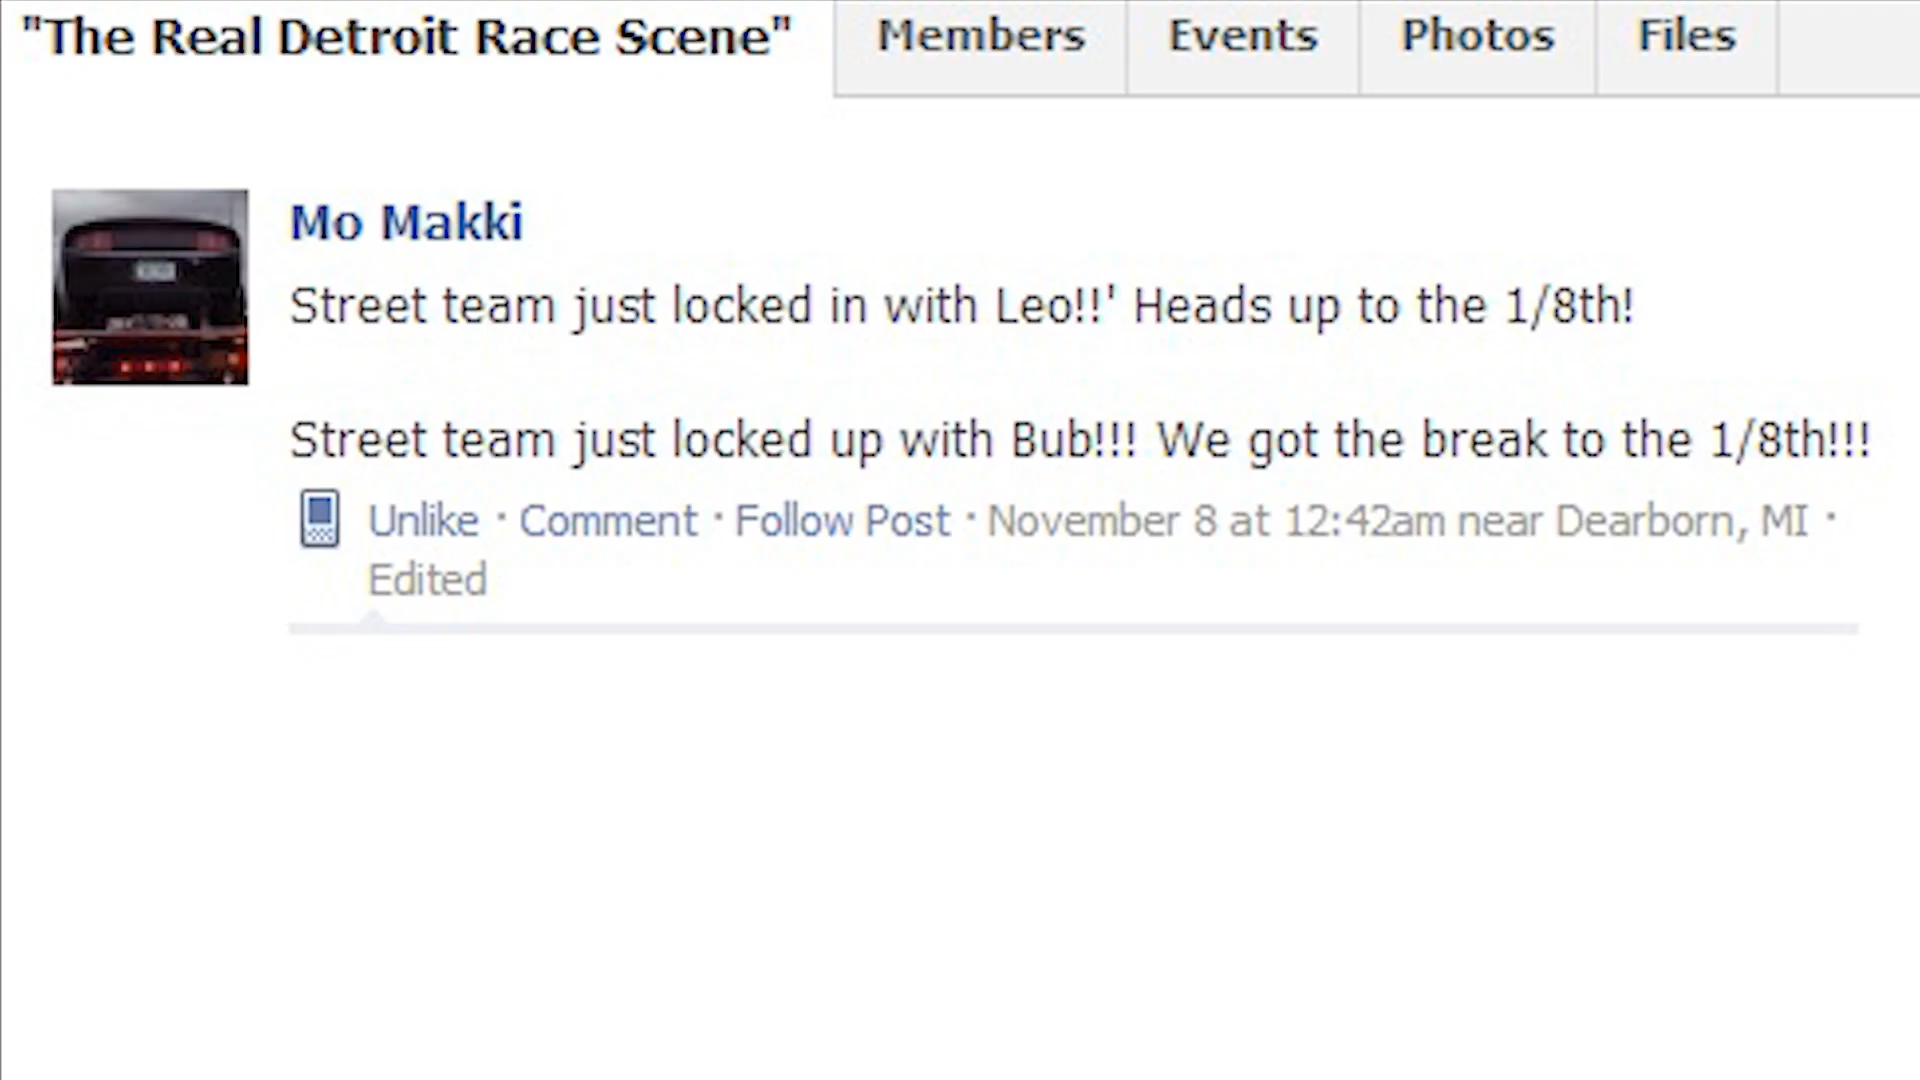 "The Real Detroit Race Scene" Members Events Photos Files
Mo Makki
Street team just locked in with Leo!!' Heads up to the 1/8th!
Street team just locked up with Bub!!! We got the break to the 1/8th!!!
Unlike · Comment · Follow Post · November 8 at 12:42am near Dearborn, MI ·
Edited